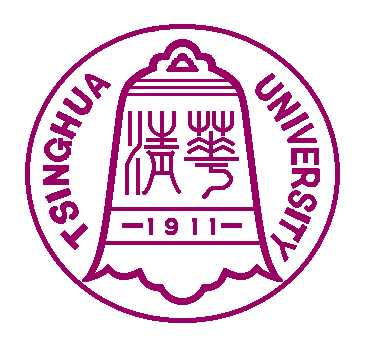 TSINGHUA UNIVERSITY
清華
—1911—